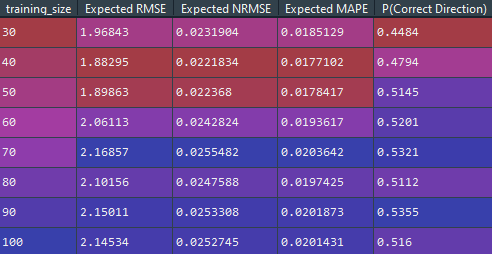 training_size Expected RMSE Expected NRMSE Expected MAPE P(Correct Direction)
30 1.96843 0.0231904 0.0185129 0.4484
40 1.88295 0.0221834 0.0177102 0.4794
50 1.89863 0.022368 0.0178417 0.5145
60 2.06113 0.0242824 0.0193617 0.5201
70 2.16857 0.0255482 0.0203642 0.5321
80 2.10156 0.0247588 0.0197425 0.5112
90 2.15011 0.0253308 0.0201873 0.5355
100 2.14534 0.0252745 0.0201431 0.516